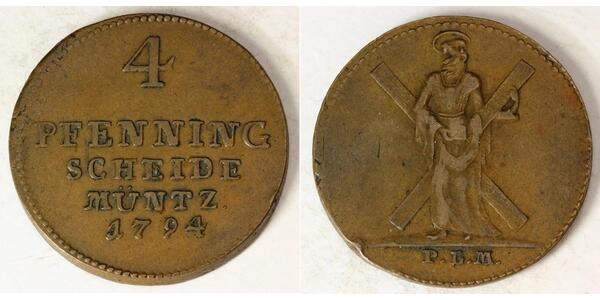 4
PFENNING
SCHEIDE
MÜNTZ.
1794
P.L.M.